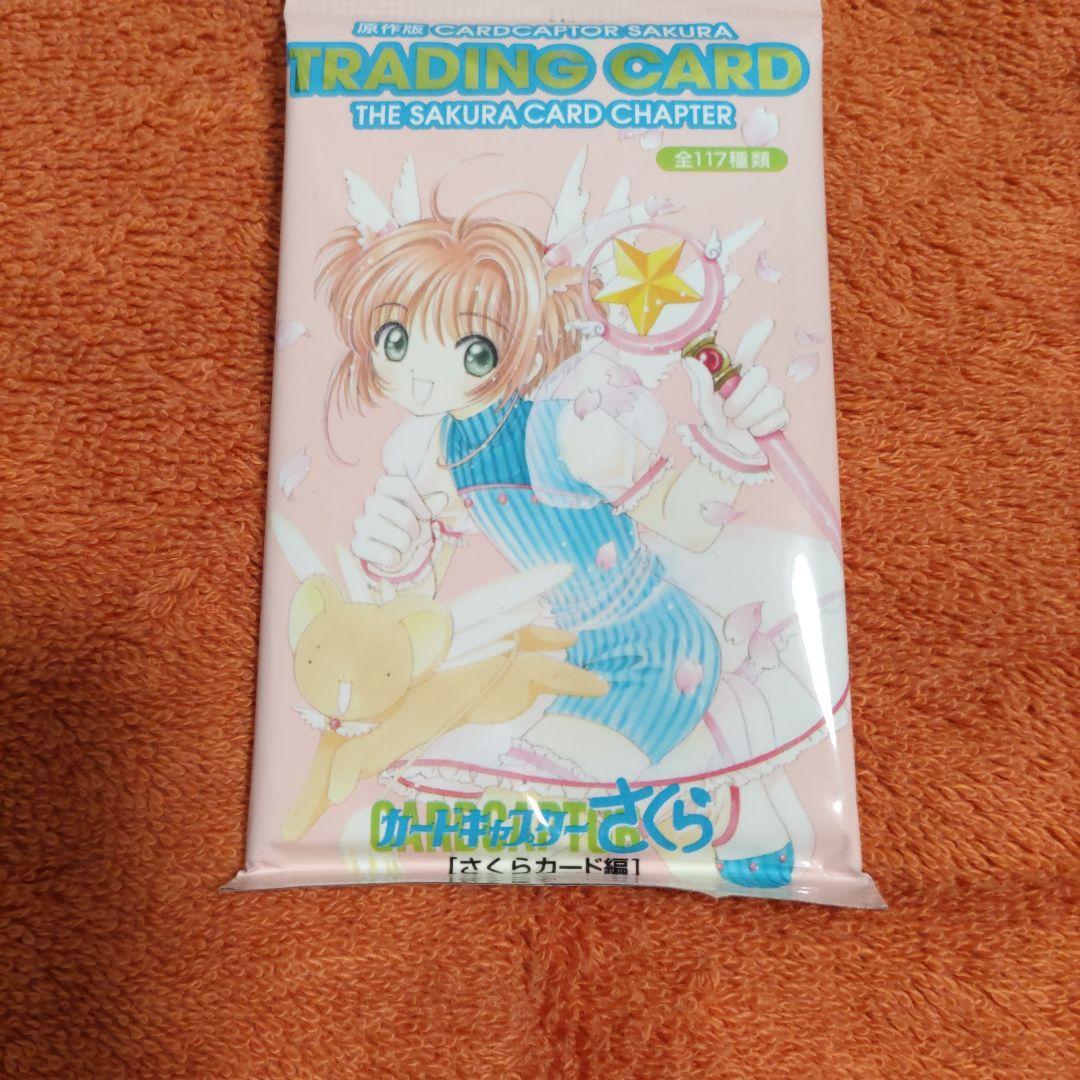 原作版 CARDCAPTOR SAKURA
TRADING CARD
THE SAKURA CARD CHAPTER
全117種類
CARDCAPTOR
カードキャプターさくら
[さくらカード編]